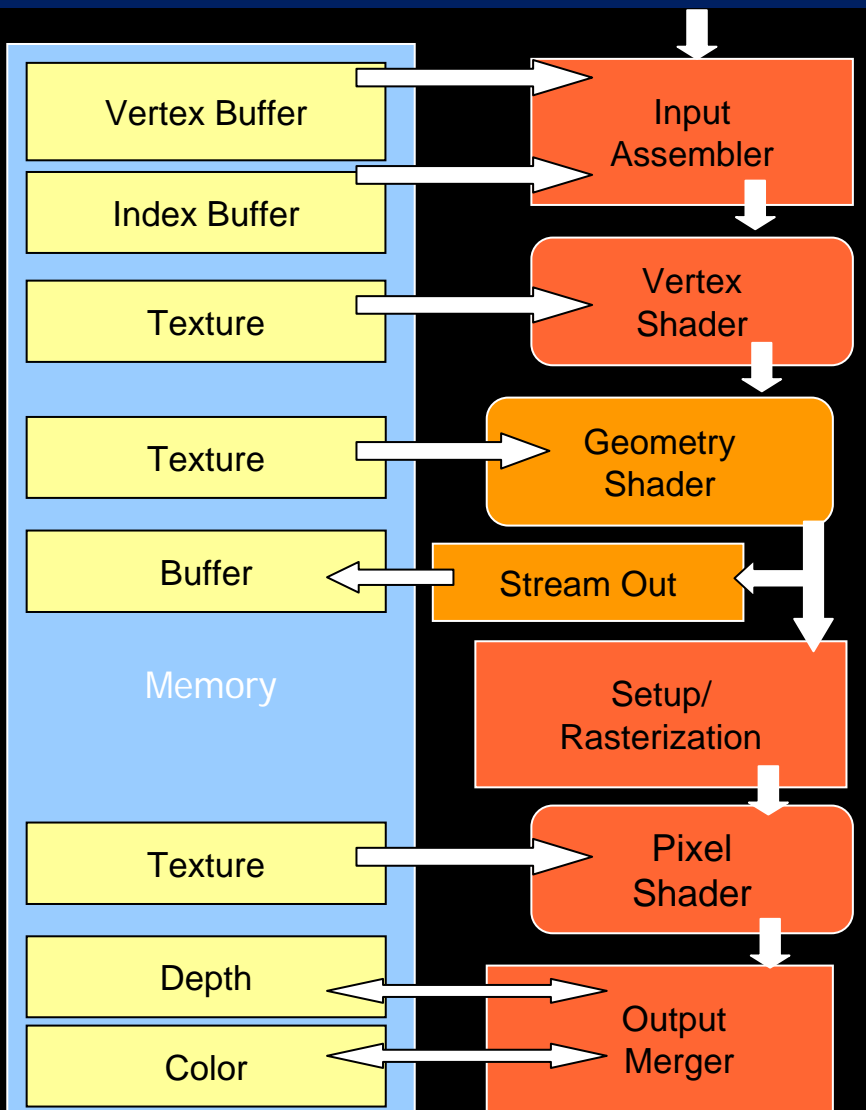 Vertex Buffer
Input
Assembler
Index Buffer
Texture
Vertex
Shader
Texture
Geometry
Shader
Buffer
Stream Out
Memory
Setup/
Rasterization
Texture
Pixel
Shader
Depth
Color
Output
Merger